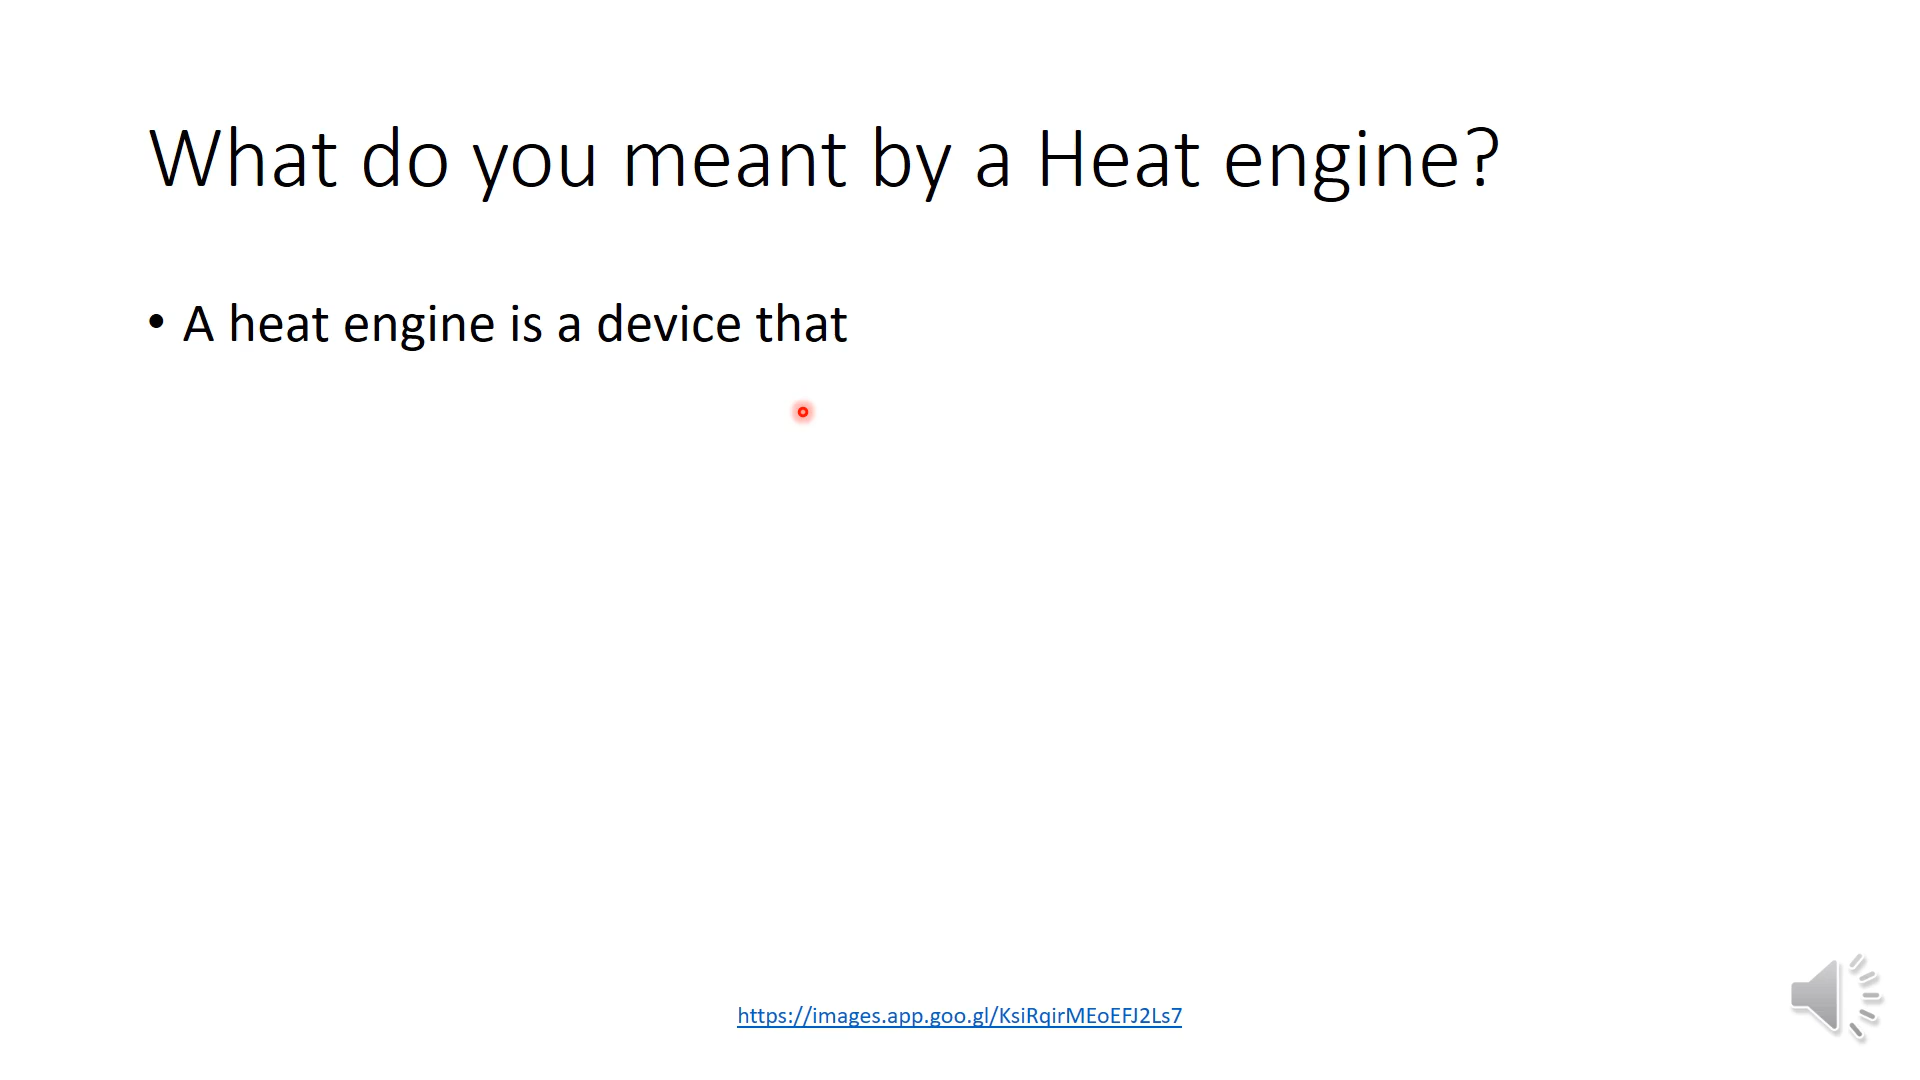 What do you meant by a Heat engine?
• A heat engine is a device that
https://images.app.goo.gl/KsiRqirMEoEFJ2Ls7